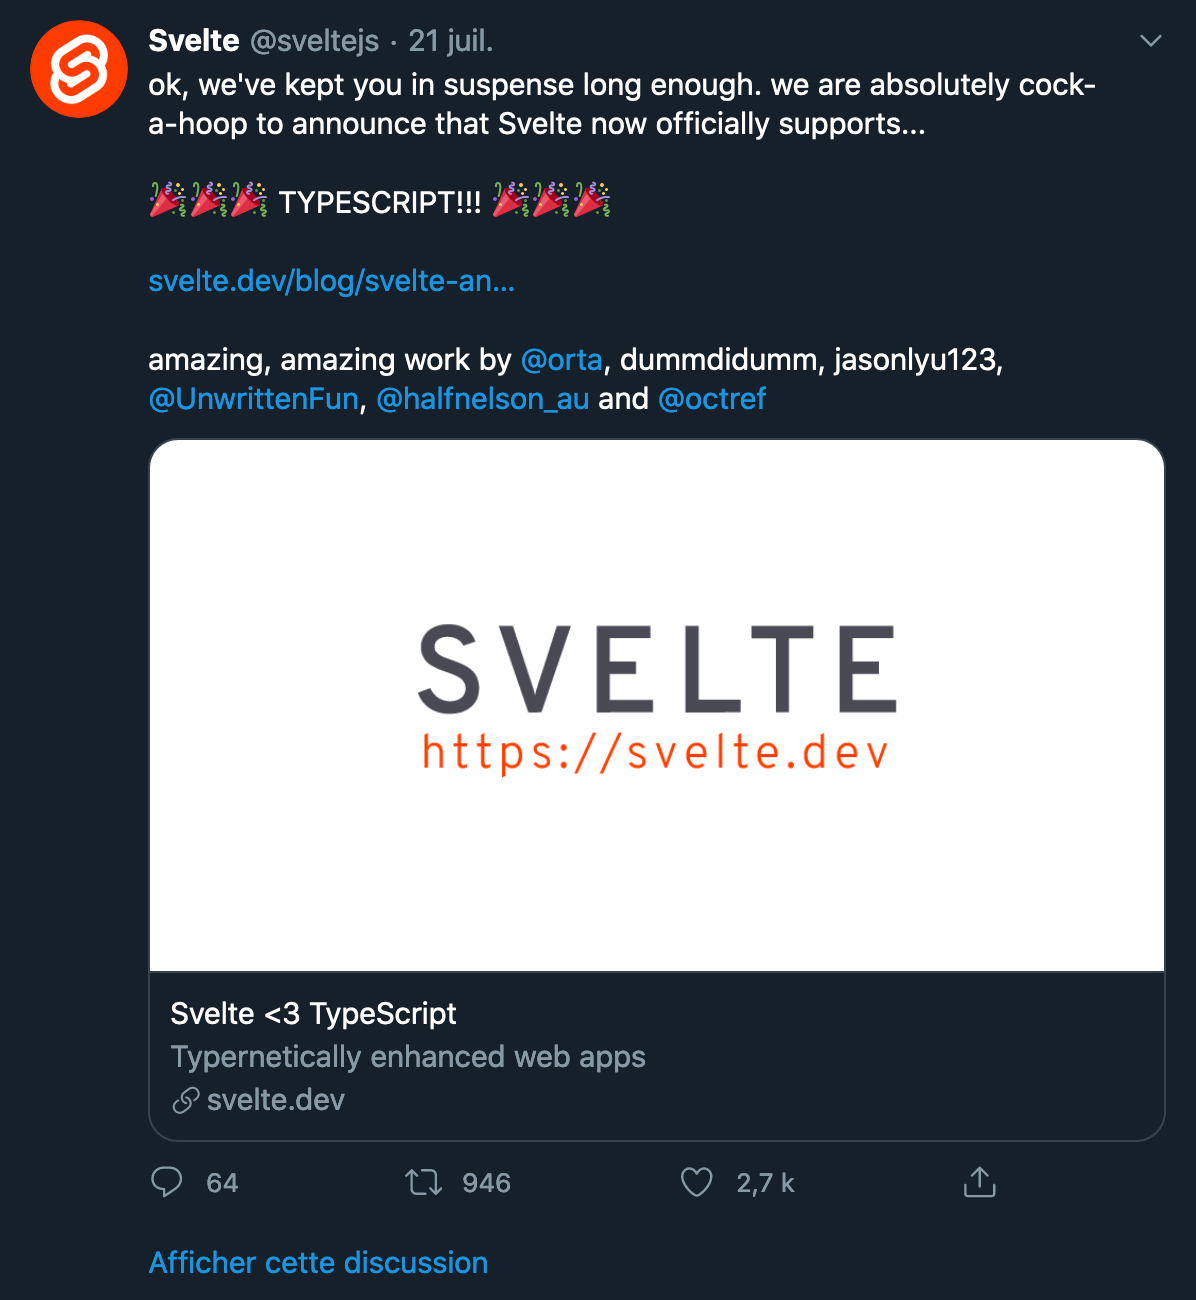 Svelte @sveltejs · 21 juil.
ok, we've kept you in suspense long enough. we are absolutely cock-
a-hoop to announce that Svelte now officially supports...
🎉🎉🎉 TYPESCRIPT!!! 🎉🎉🎉
svelte.dev/blog/svelte-an...
amazing, amazing work by @orta, dummdidumm, jasonlyu123,
@UnwrittenFun, @halfnelson_au and @octref
SVELTE
https://svelte.dev
Svelte <3 TypeScript
Typernetically enhanced web apps
svelte.dev
64 946 2,7 k
Afficher cette discussion